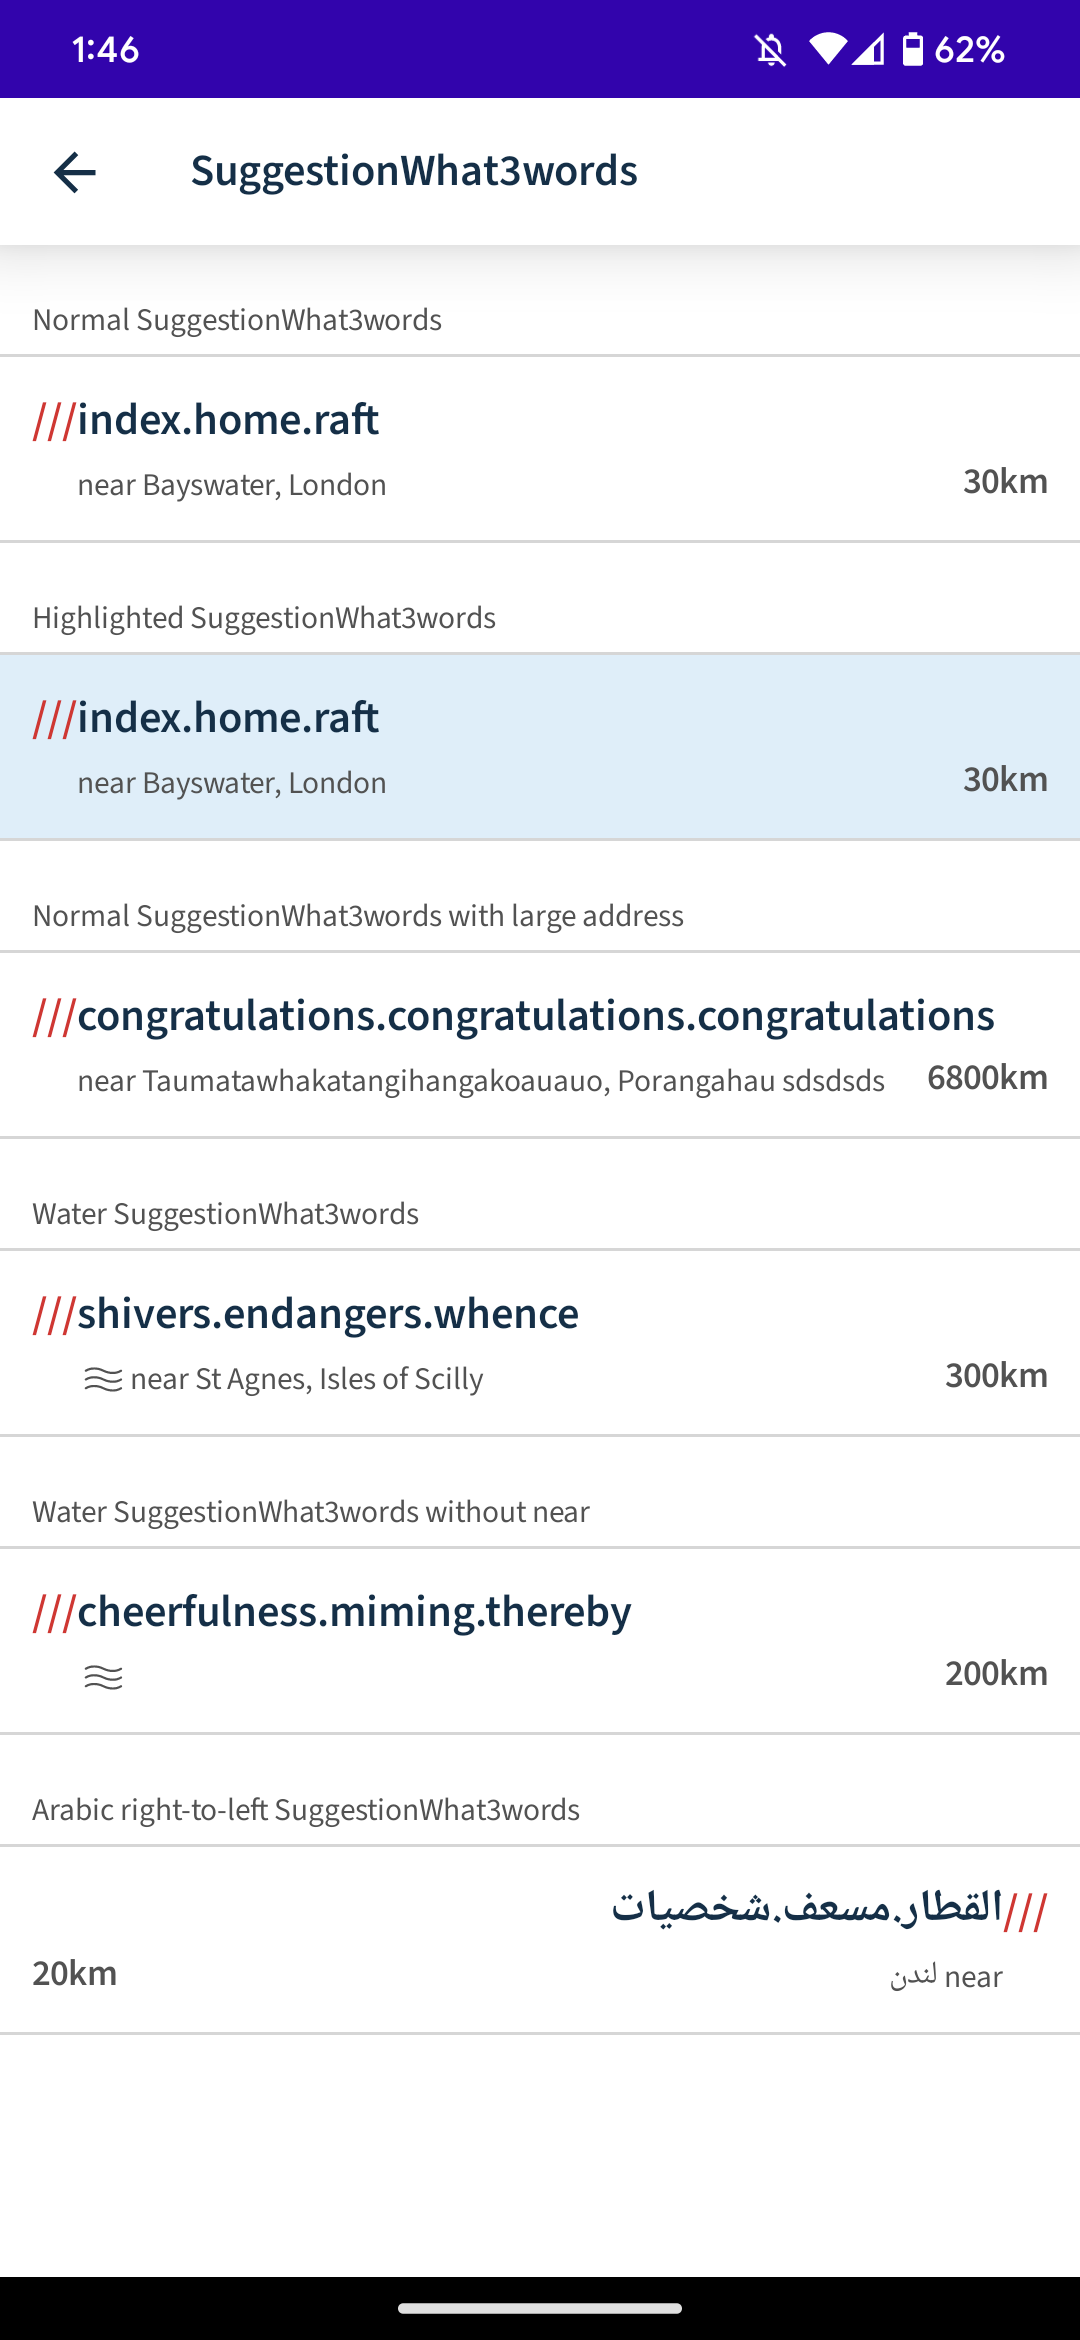 1:46
62%
SuggestionWhat3words
Normal SuggestionWhat3words
///index.home.raft
near Bayswater, London
30km
Highlighted SuggestionWhat3words
///index.home.raft
near Bayswater, London
30km
Normal SuggestionWhat3words with large address
///congratulations.congratulations.congratulations
near Taumatawhakatangihangakoauauo, Porangahau sdsdsds
6800km
Water SuggestionWhat3words
///shivers.endangers.whence
near St Agnes, Isles of Scilly
300km
Water SuggestionWhat3words without near
///cheerfulness.miming.thereby
200km
Arabic right-to-left SuggestionWhat3words
///القطار.مسعف.شخصيات
near لندن
20km